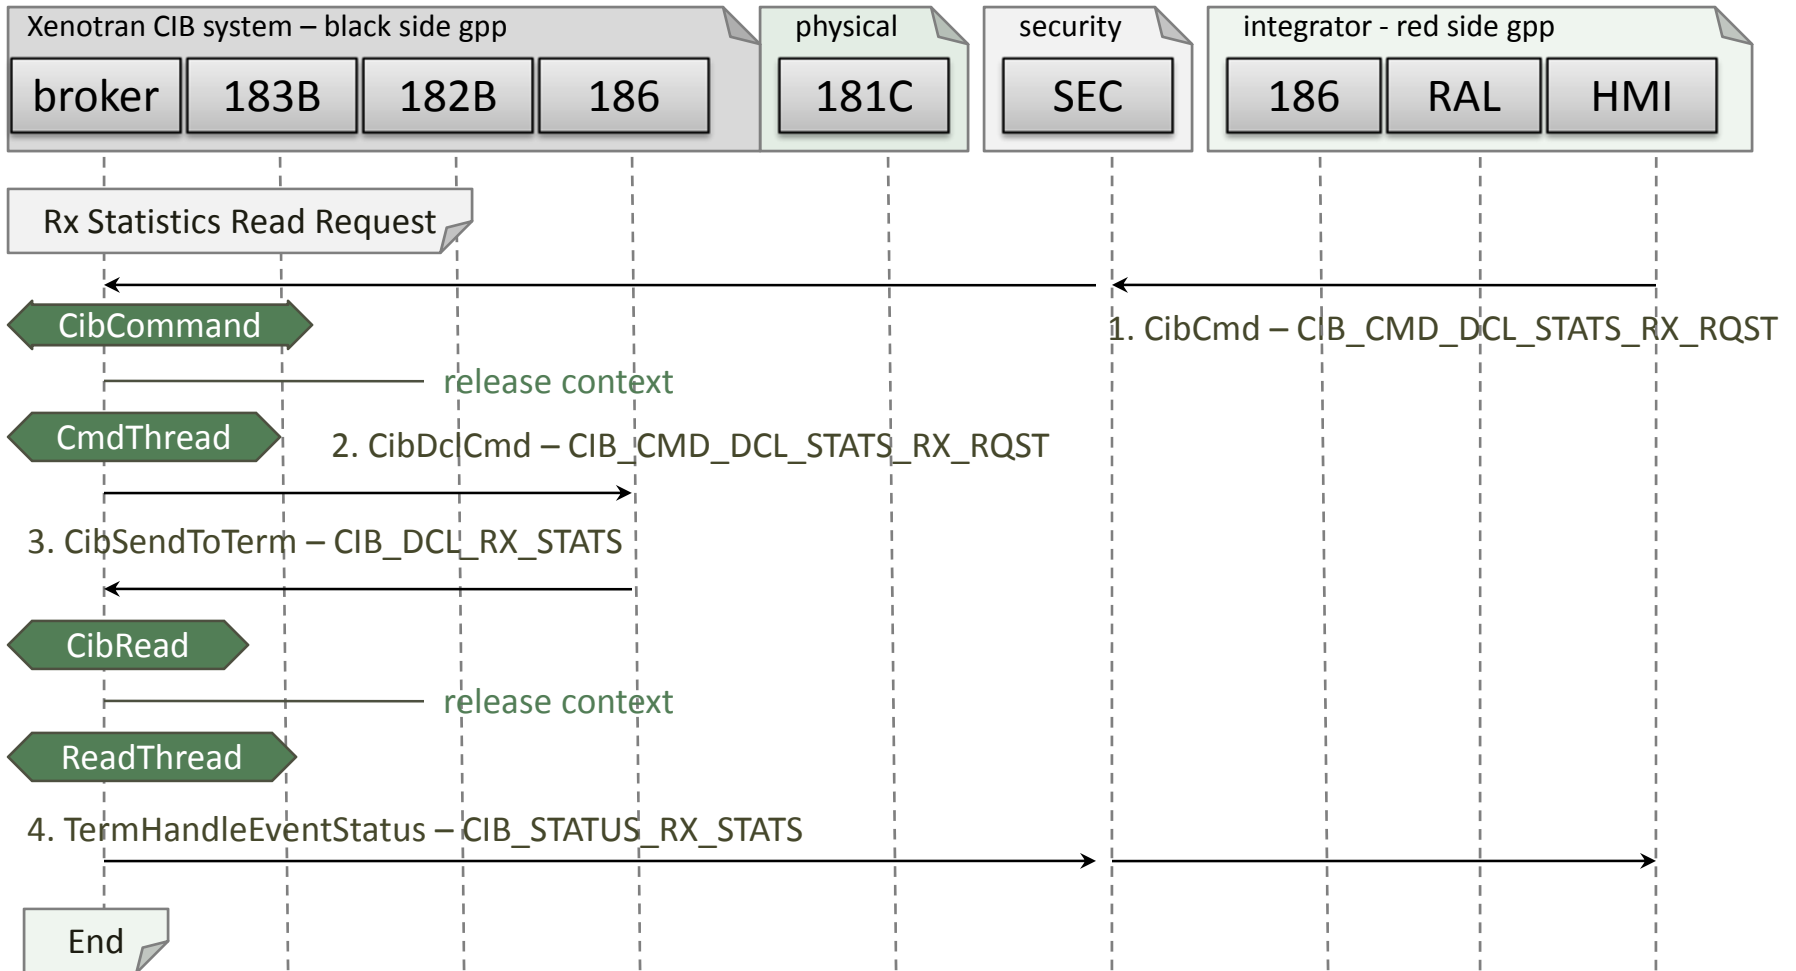 Xenotran CIB system – black side gpp
physical
security
integrator - red side gpp
broker
183B
182B
186
181C
SEC
186
RAL
HMI
Rx Statistics Read Request
CibCommand
1. CibCmd – CIB_CMD_DCL_STATS_RX_RQST
release context
CmdThread
2. CibDclCmd – CIB_CMD_DCL_STATS_RX_RQST
3. CibSendToTerm – CIB_DCL_RX_STATS
CibRead
release context
ReadThread
4. TermHandleEventStatus – CIB_STATUS_RX_STATS
End